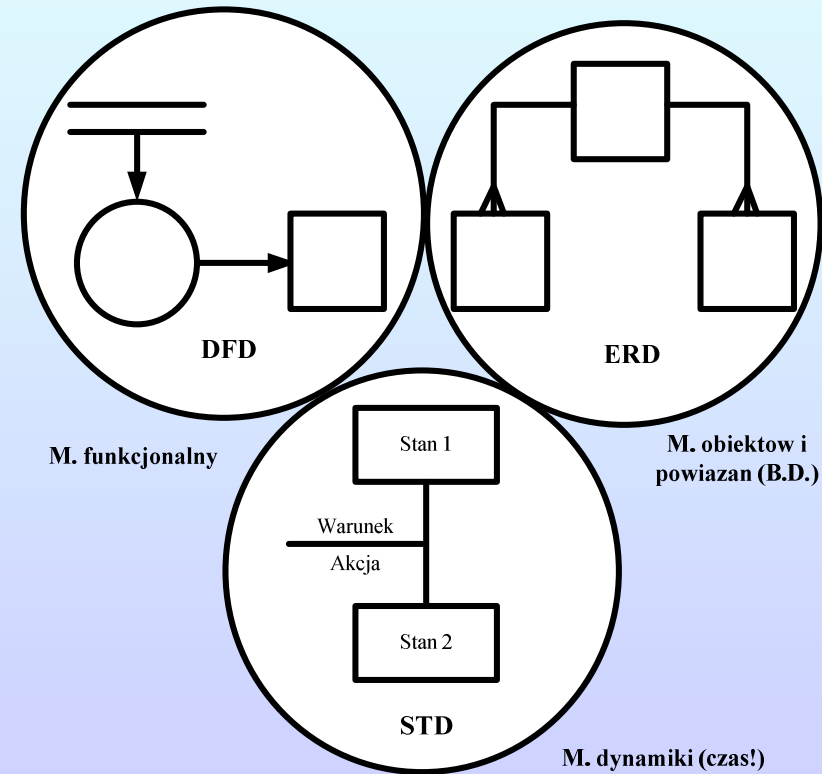 DFD
ERD
M. funkcjonalny
M. obiektow i
powiazan (B.D.)
Stan 1
Warunek
Akcja
Stan 2
STD
M. dynamiki (czas!)